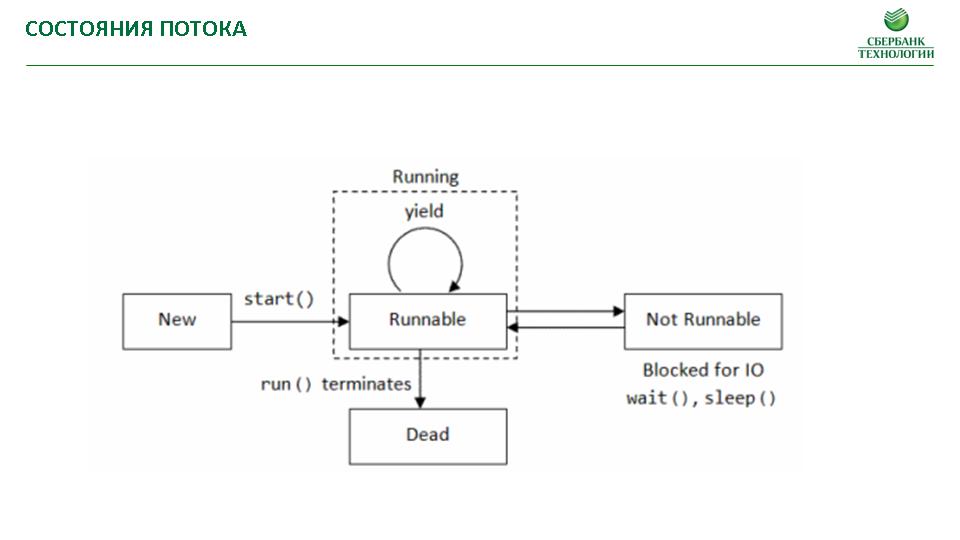 СОСТОЯНИЯ ПОТОКА
СБЕРБАНК
ТЕХНОЛОГИИ
Running
yield
New
start()
Runnable
Not Runnable
Blocked for IO
wait(), sleep()
run() terminates
Dead